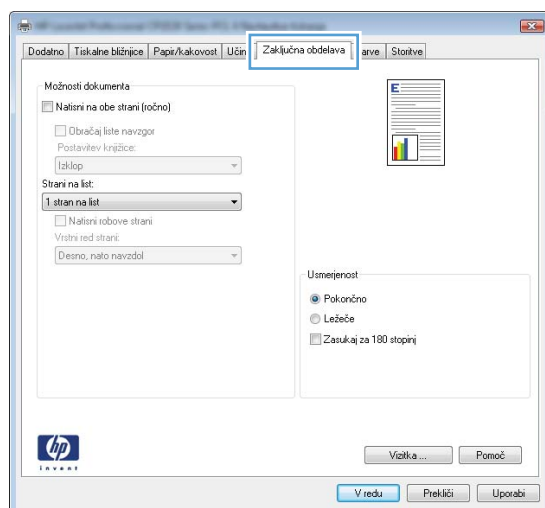 Dodatno Tiskalne bližnjice Papir/kakovost Učin Zaključna obdelava arve Storitve
Možnosti dokumenta
Natisni na obe strani (ročno)
Obračaj liste navzgor
Postavitev knjižice:
Izklop
Strani na list:
1 stran na list
Natisni robove strani
Vrstni red strani:
Desno, nato navzdol
E
Usmerjenost
Pokončno
Ležeče
Zasukaj za 180 stopinj
hp
invent
Vizitka ... Pomoč
V redu Prekliči Uporabi